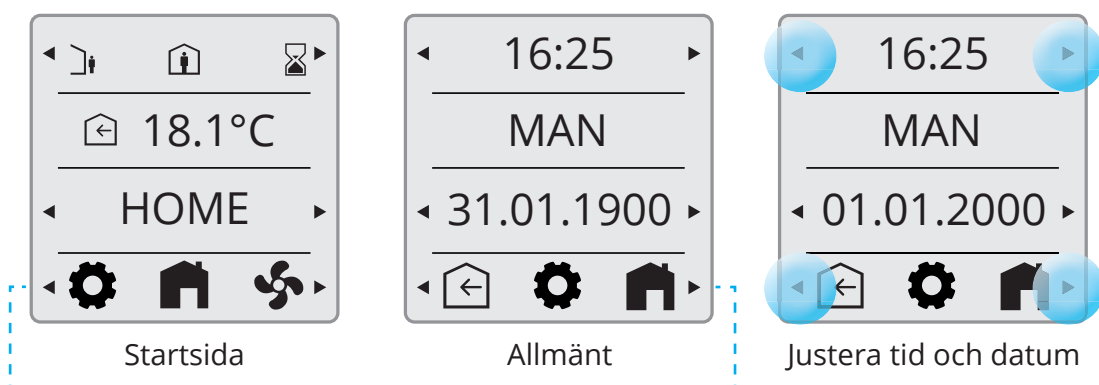 18.1°C
HOME
Startsida
16:25
MAN
31.01.1900
Allmänt
16:25
MAN
01.01.2000
Justera tid och datum